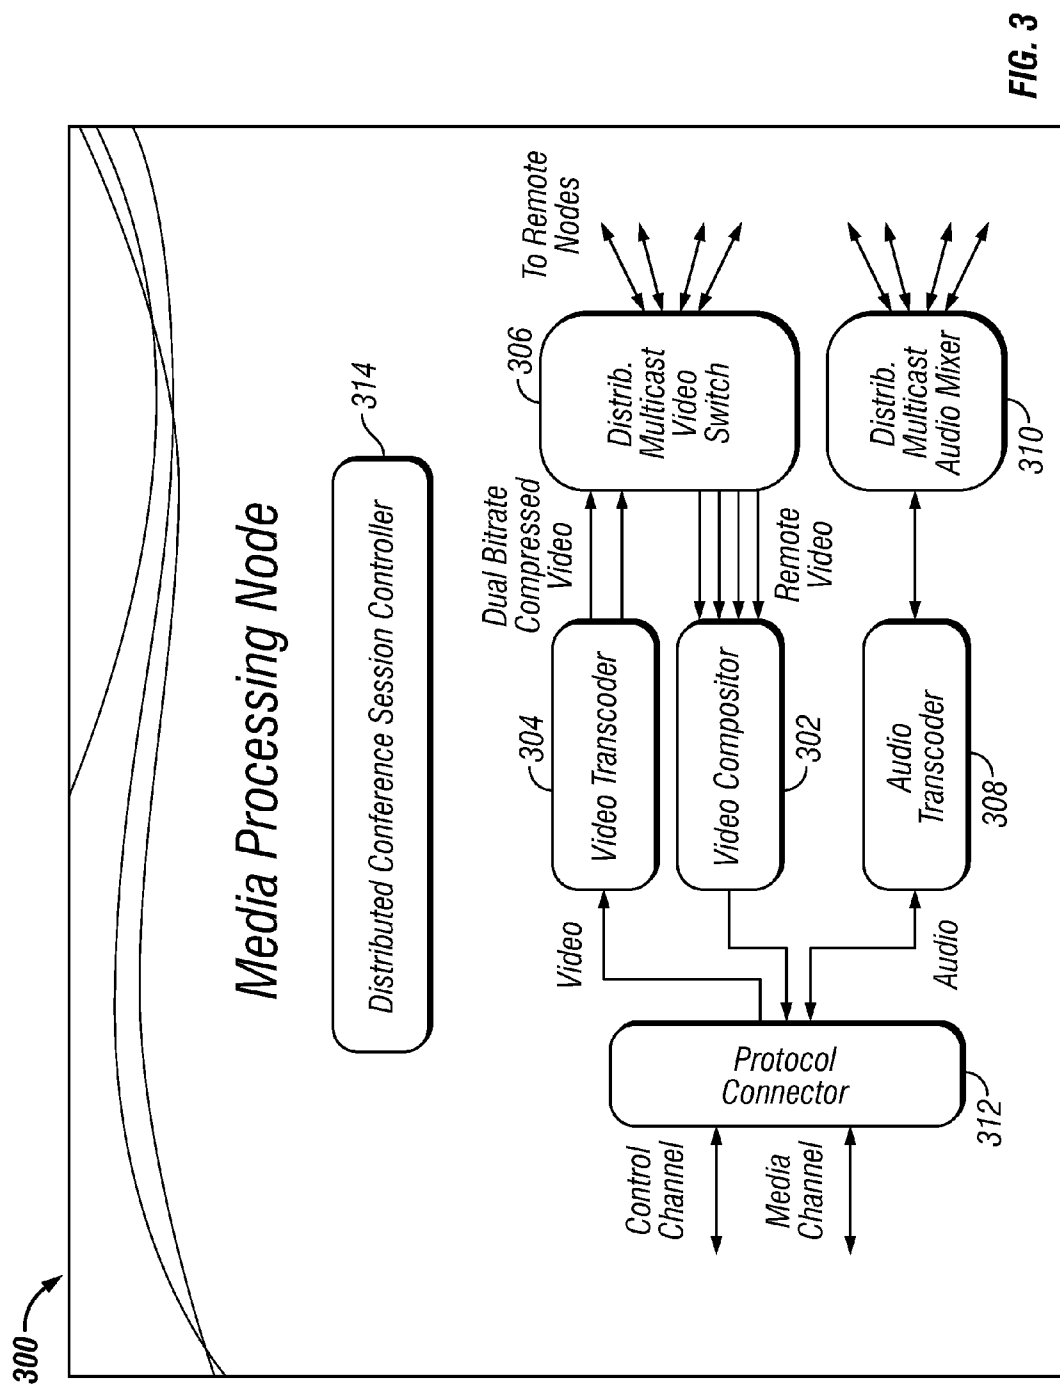 300
Media Processing Node
Distributed Conference Session Controller
314
Control
Channel
Media
Channel
Protocol
Connector
312
Video
Audio
304
Video Transcoder
Video Compositor
302
Audio
Transcoder
308
Dual Bitrate
Compressed
Video
Remote
Video
306
Distrib.
Multicast
Video
Switch
Distrib.
Multicast
Audio Mixer
310
To Remote
Nodes
FIG. 3